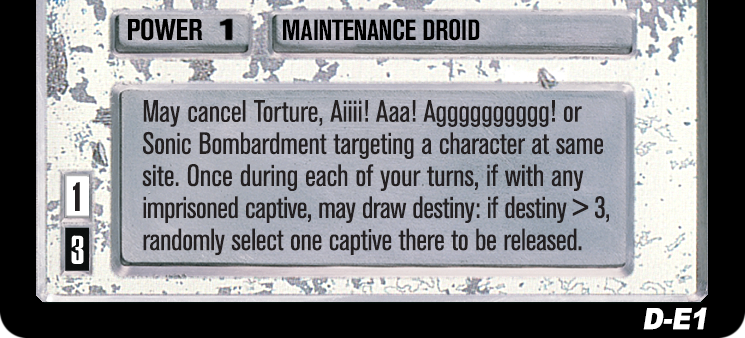 POWER 1 MAINTENANCE DROID
May cancel Torture, Aiiii! Aaa! Agggggggggg! or
Sonic Bombardment targeting a character at same
site. Once during each of your turns, if with any
imprisoned captive, may draw destiny: if destiny > 3,
randomly select one captive there to be released.
1
3
D-E1